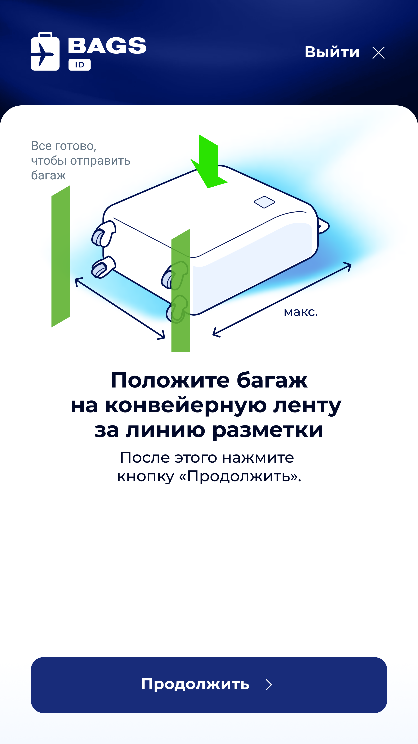 BAGS
ID
Выйти
Все готово,
чтобы отправить
багаж
макс.
Положите багаж
на конвейерную ленту
за линию разметки
После этого нажмите
кнопку «Продолжить».
Продолжить